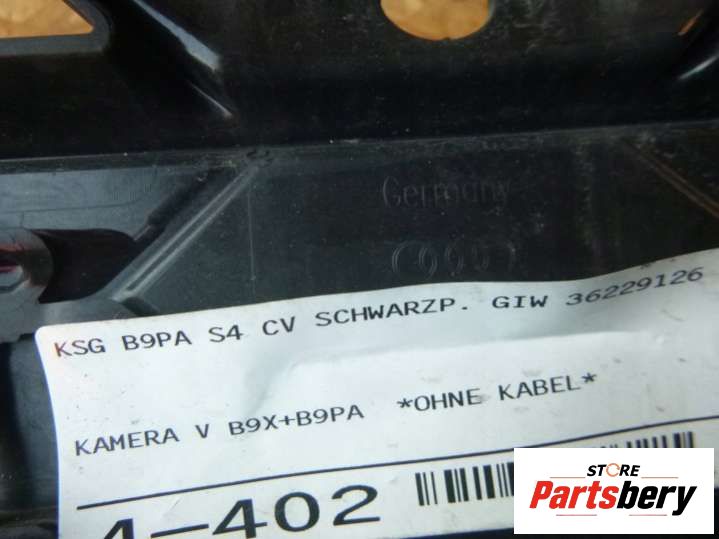 Germany
KSG B9PA S4 CV SCHWARZP. GIW 36229126
KAMERA V B9X+B9PA *OHNE KABEL*
4-402
STORE
Partsbery